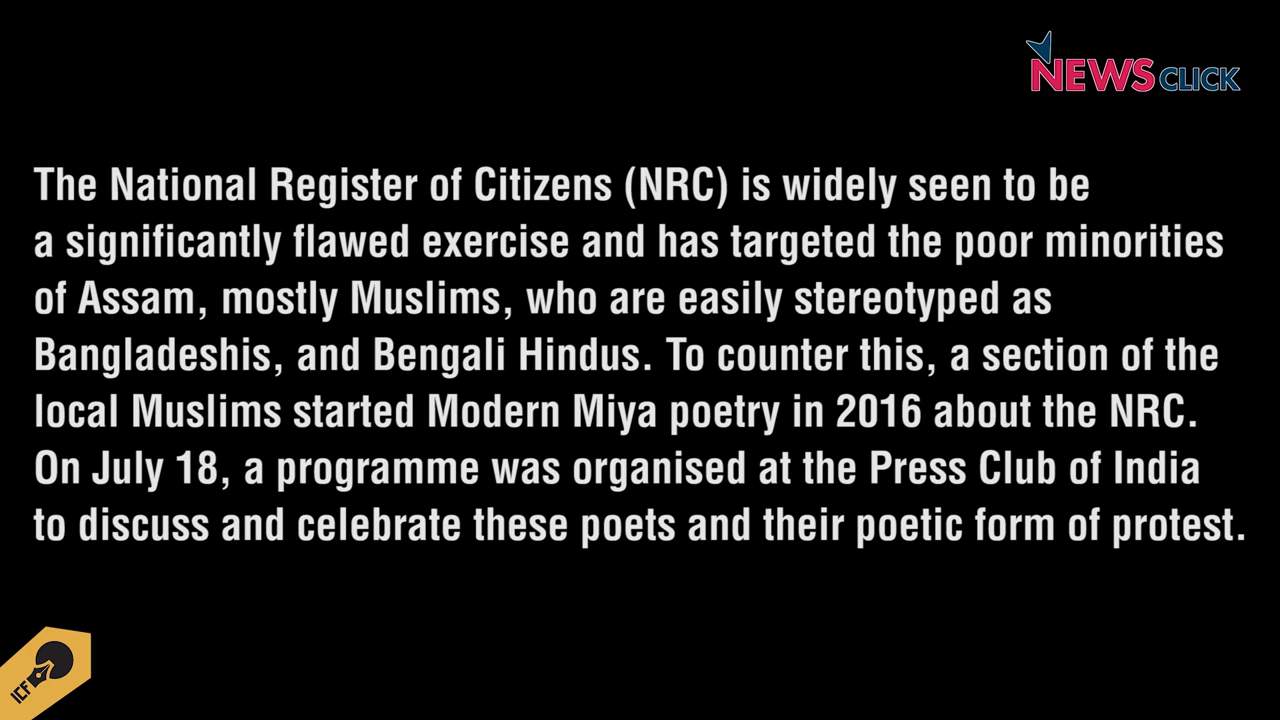 NEWSCLICK
The National Register of Citizens (NRC) is widely seen to be
a significantly flawed exercise and has targeted the poor minorities
of Assam, mostly Muslims, who are easily stereotyped as
Bangladeshis, and Bengali Hindus. To counter this, a section of the
local Muslims started Modern Miya poetry in 2016 about the NRC.
On July 18, a programme was organised at the Press Club of India
to discuss and celebrate these poets and their poetic form of protest.
ICF